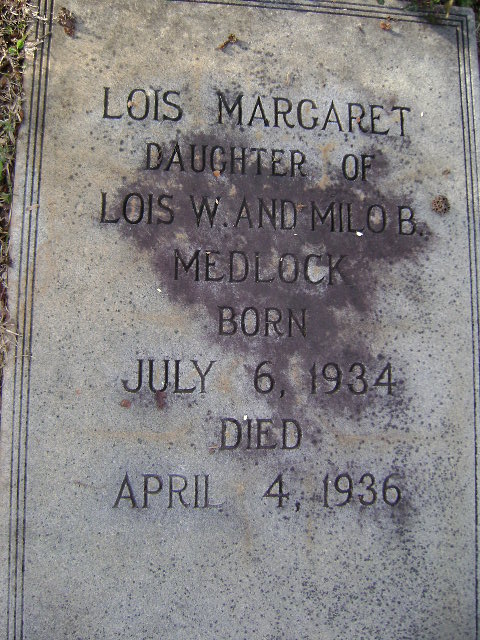 LOIS MARGARET
DAUGHTER OF
LOIS W. AND MILO B.
MEDLOCK
BORN
JULY 6, 1934
DIED
APRIL 4, 1936